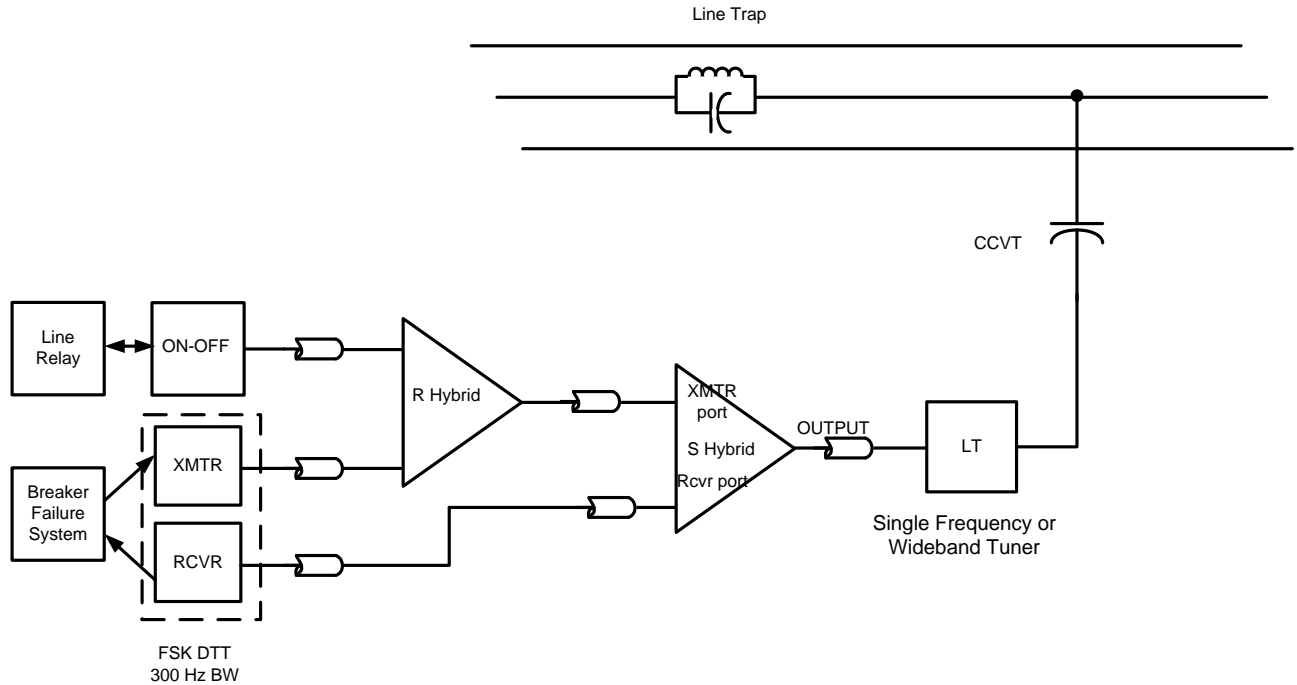 Line Trap
CCVT
Line
Relay
ON-OFF
R Hybrid
XMTR
port
S Hybrid
Rcvr port
OUTPUT
LT
Single Frequency or
Wideband Tuner
Breaker
Failure
System
XMTR
RCVR
FSK DTT
300 Hz BW